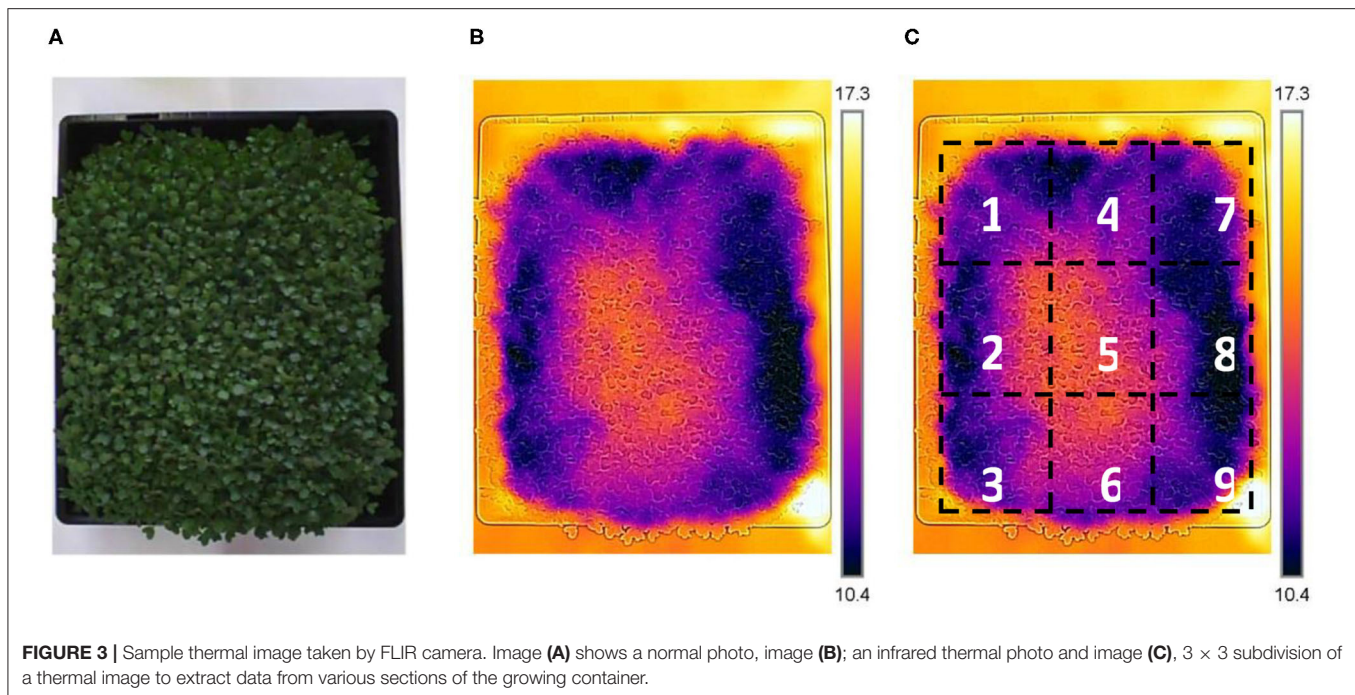 A
B
C
17.3
10.4
17.3
10.4
1 4 7
2 5 8
3 6 9
FIGURE 3 | Sample thermal image taken by FLIR camera. Image (A) shows a normal photo, image (B); an infrared thermal photo and image (C), 3 × 3 subdivision of
a thermal image to extract data from various sections of the growing container.